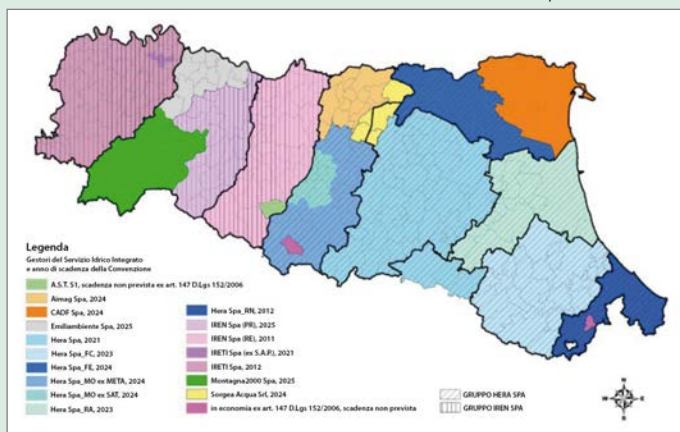 Legenda
Gestori del Servizio Idrico Integrato
e anno di scadenza della Convenzione
A.S.T. S1, scadenza non prevista ex art. 147 D.Lgs 152/2006
Aimag Spa, 2024
CADF Spa, 2024
Emiliambiente Spa, 2025
Hera Spa, 2021
Hera Spa_FC, 2023
Hera Spa_FE, 2024
Hera Spa_MO ex META, 2024
Hera Spa_MO ex SAT, 2024
Hera Spa_RA, 2023
Hera Spa_RN, 2012
IREN Spa (PR), 2025
IREN Spa (RE), 2011
IRETI Spa (ex S.A.P.), 2021
IRETI Spa, 2012
Montagna2000 Spa, 2025
Sorgea Acqua Srl, 2024
in economia ex art. 147 D.Lgs 152/2006, scadenza non prevista
GRUPPO HERA SPA
GRUPPO IREN SPA
N
W
E
S